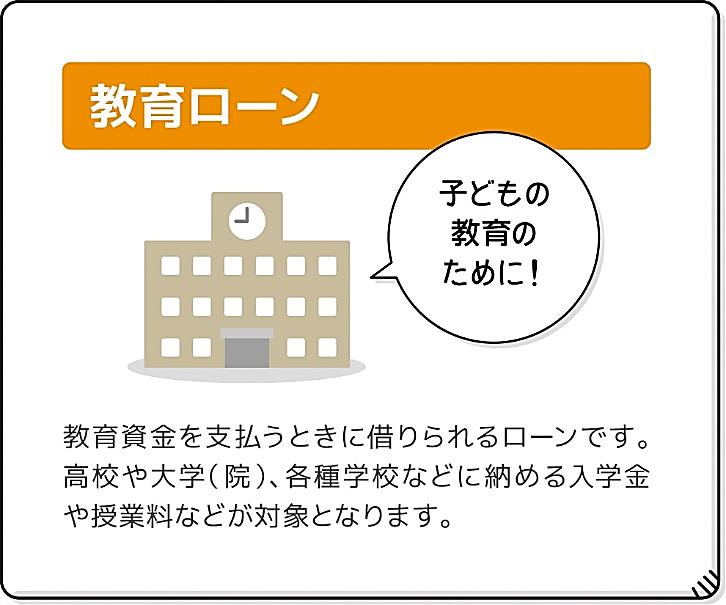 教育ローン
子どもの
教育の
ために!
教育資金を支払うときに借りられるローンです。
高校や大学(院)、各種学校などに納める入学金
や授業料などが対象となります。